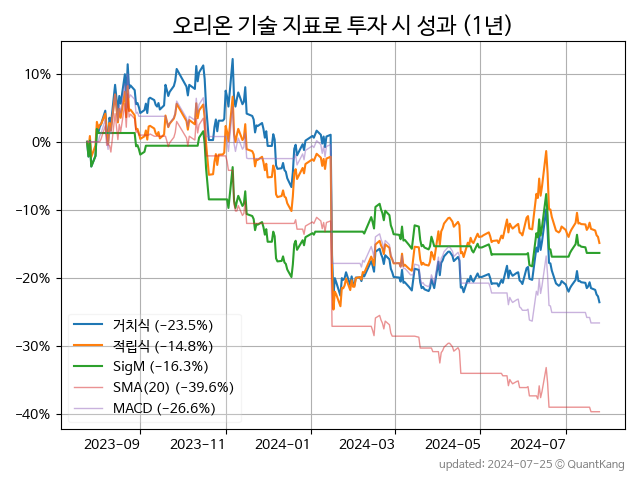 오리온 기술 지표로 투자 시 성과 (1년)
10%
0%
−10%
−20%
−30%
−40%
거치식 (−23.5%)
적립식 (−14.8%)
SigM (−16.3%)
SMA(20) (−39.6%)
MACD (−26.6%)
2023−09 2023−11 2024−01 2024−03 2024−05 2024−07
updated: 2024−07−25 ⓒ QuantKang